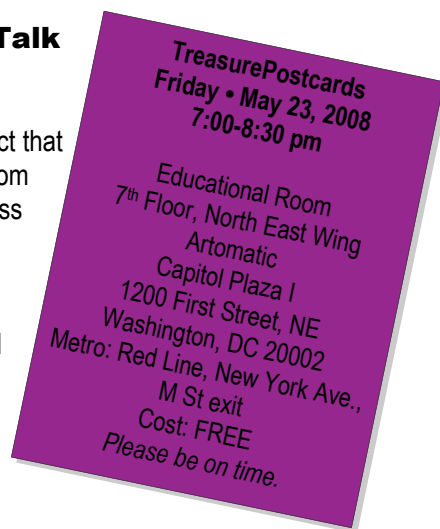 Talk
ct that
om
ss
TreasurePostcards
Friday • May 23, 2008
7:00-8:30 pm
Educational Room
7th Floor, North East Wing
Artomatic
Capitol Plaza I
1200 First Street, NE
Washington, DC 20002
Metro: Red Line, New York Ave.,
M St exit
Cost: FREE
Please be on time.